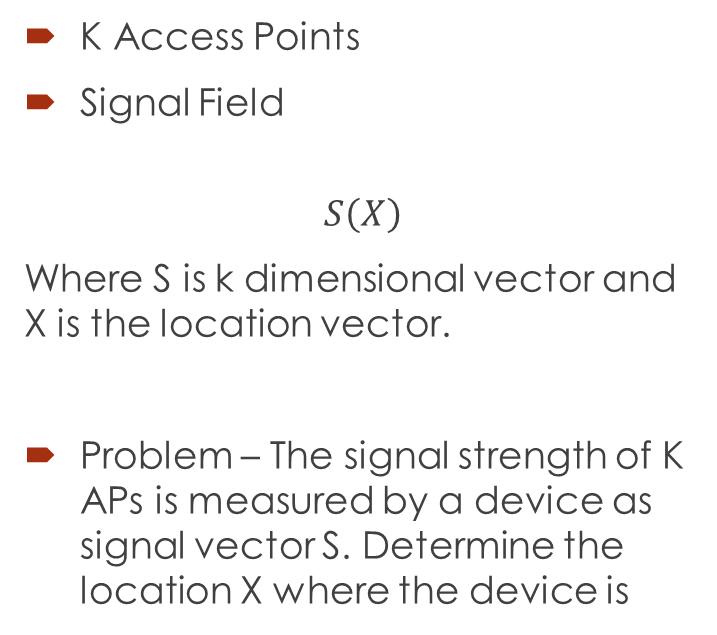 K Access Points
Signal Field
S(X)
Where S is k dimensional vector and
X is the location vector.
Problem – The signal strength of K
APs is measured by a device as
signal vector S. Determine the
location X where the device is